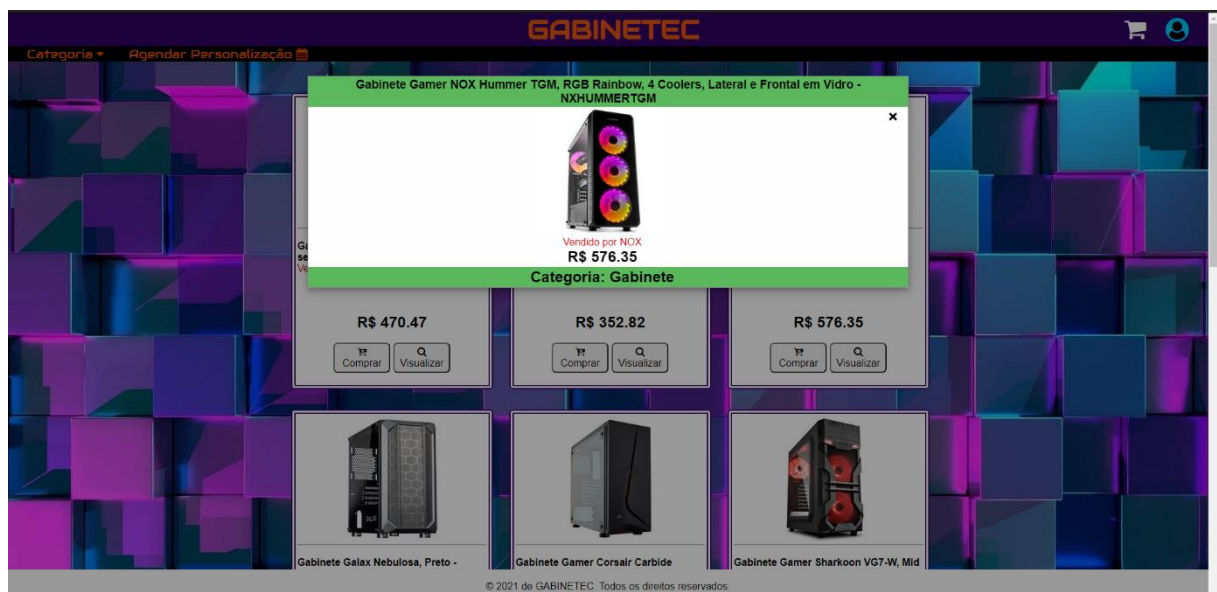 GABINETEC
Categoria Agendar Personalização
Gabinete Gamer NOX Hummer TGM, RGB Rainbow, 4 Coolers, Lateral e Frontal em Vidro -
NXHUMMERTGM
Vendido por NOX
R$ 576.35
Categoria: Gabinete
R$ 470.47 R$ 352.82 R$ 576.35
Comprar Visualizar Comprar Visualizar Comprar Visualizar
Gabinete Galax Nebulosa, Preto - Gabinete Gamer Corsair Carbide Gabinete Gamer Sharkoon VG7-W, Mid
© 2021 de GABINETEC. Todos os direitos reservados.